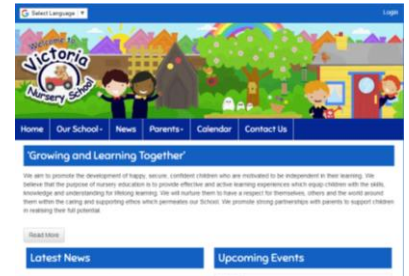 Select Language ▼
Login
Welcome to
Victoria
Nursery School
Home Our School News Parents Calendar Contact Us
'Growing and Learning Together'
We aim to promote the development of happy, secure, confident children who are motivated to be independent in their learning. We
believe that the purpose of nursery education is to provide effective and active learning experiences which equip children with the skills,
knowledge and understanding for lifelong learning. We will nurture them to have a respect for themselves, others and the world around
them within the caring and supporting ethos which permeates our School. We promote strong partnerships with parents to support children
in realising their full potential.
Read More
Latest News
Upcoming Events